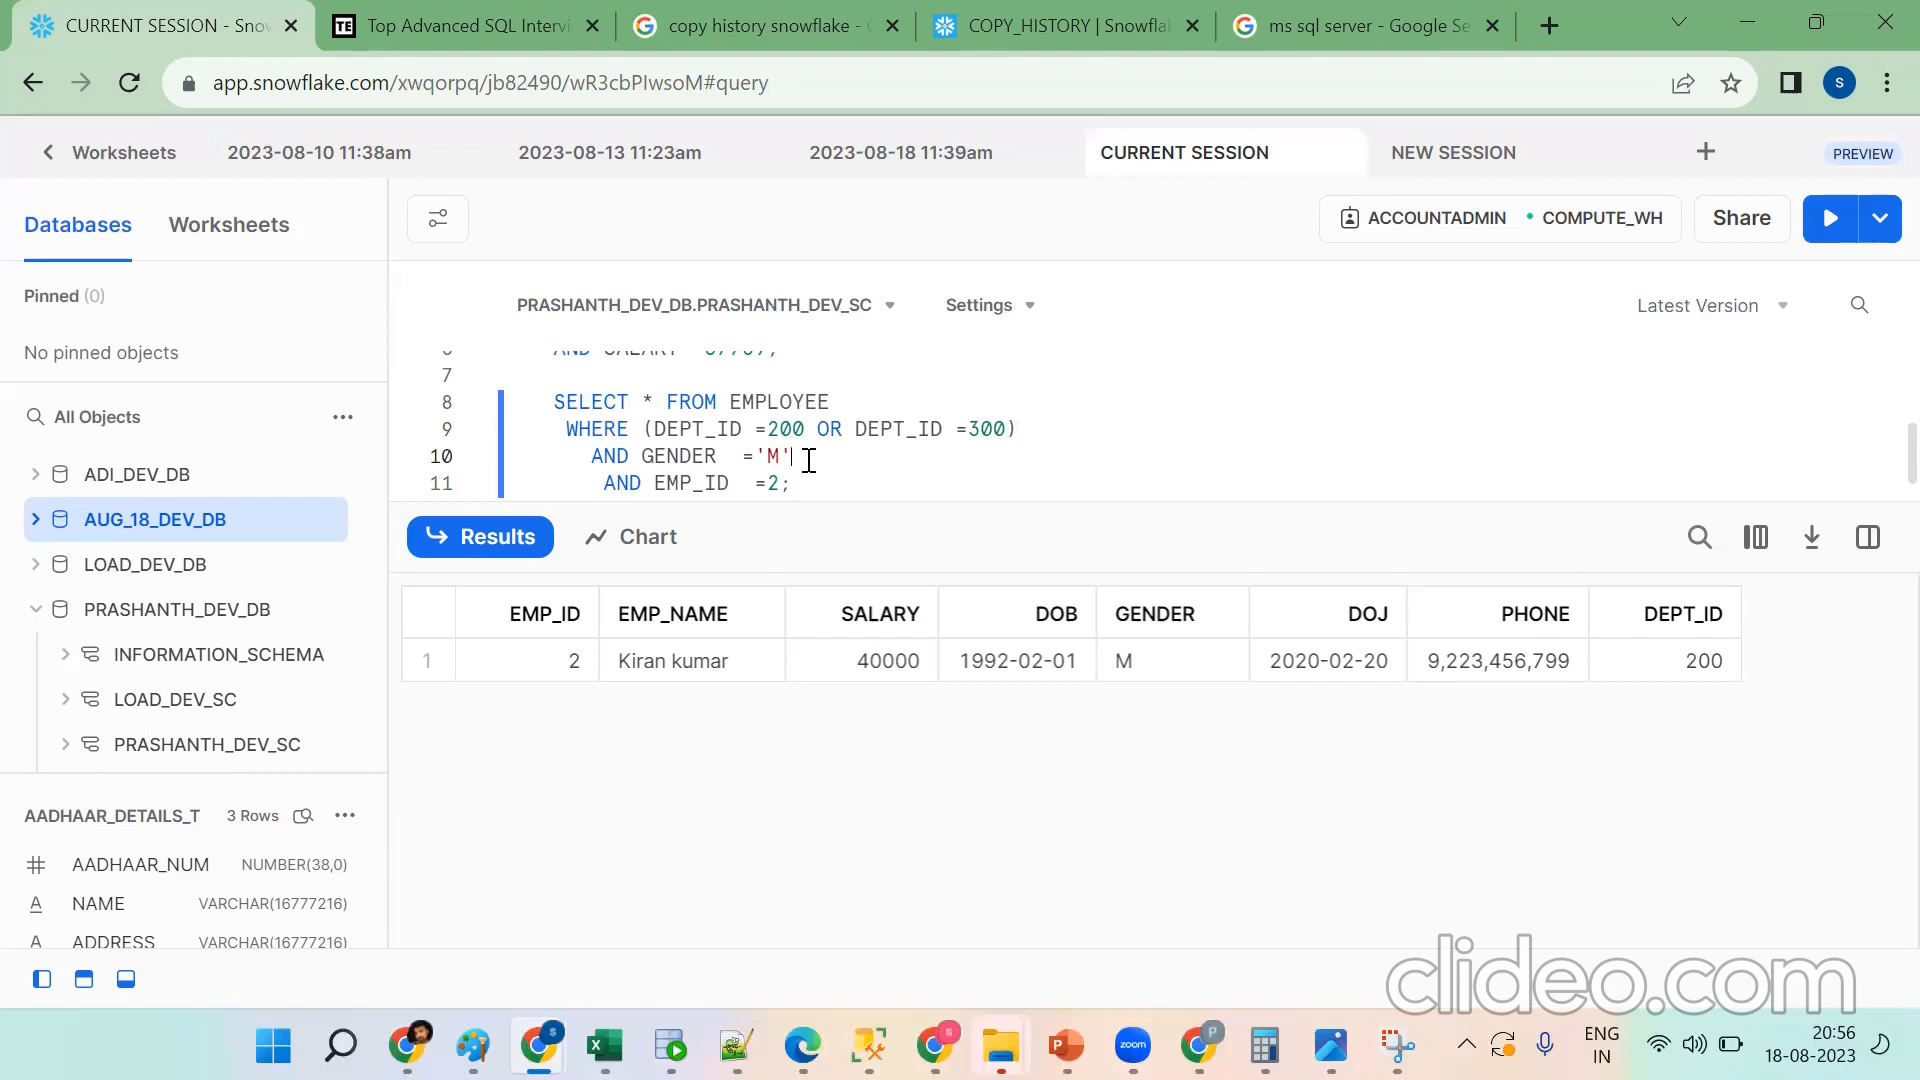 CURRENT SESSION - Snow
Top Advanced SQL Intervi
copy history snowflake -
COPY_HISTORY | Snowflak
ms sql server - Google Se
app.snowflake.com/xwqorpq/jb82490/wR3cbPIwsoM#query
S
Worksheets
2023-08-10 11:38am
2023-08-13 11:23am
2023-08-18 11:39am
CURRENT SESSION
NEW SESSION
PREVIEW
Databases
Worksheets
ACCOUNTADMIN
COMPUTE_WH
Share
Pinned (0)
No pinned objects
PRASHANTH_DEV_DB.PRASHANTH_DEV_SC
Settings
Latest Version
7
8 SELECT * FROM EMPLOYEE
9 WHERE (DEPT_ID =200 OR DEPT_ID =300)
10 AND GENDER ='M'
11 AND EMP_ID =2;
All Objects
ADI_DEV_DB
AUG_18_DEV_DB
LOAD_DEV_DB
PRASHANTH_DEV_DB
INFORMATION_SCHEMA
LOAD_DEV_SC
PRASHANTH_DEV_SC
Results
Chart
EMP_ID EMP_NAME SALARY DOB GENDER DOJ PHONE DEPT_ID
1 2 Kiran kumar 40000 1992-02-01 M 2020-02-20 9,223,456,799 200
AADHAAR_DETAILS_T 3 Rows
AADHAAR_NUM NUMBER(38,0)
NAME VARCHAR(16777216)
ADDRESS VARCHAR(16777216)
clideo.com
zoom
ENG
IN
20:56
18-08-2023